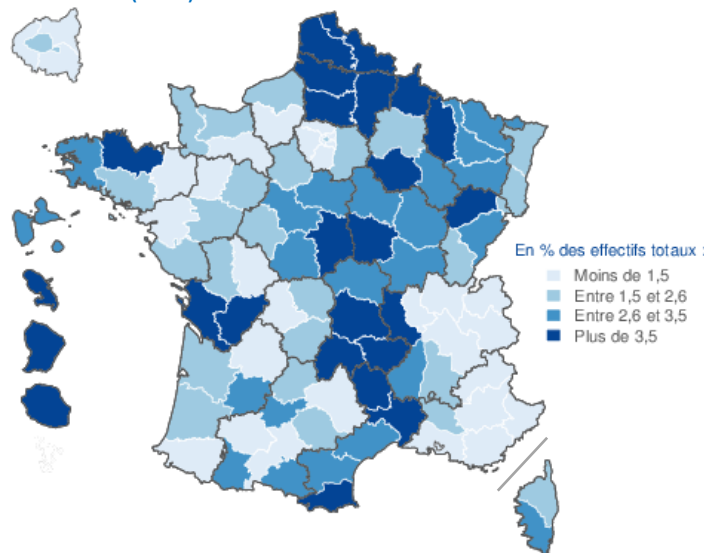 En % des effectifs totaux :
Moins de 1,5
Entre 1,5 et 2,6
Entre 2,6 et 3,5
Plus de 3,5